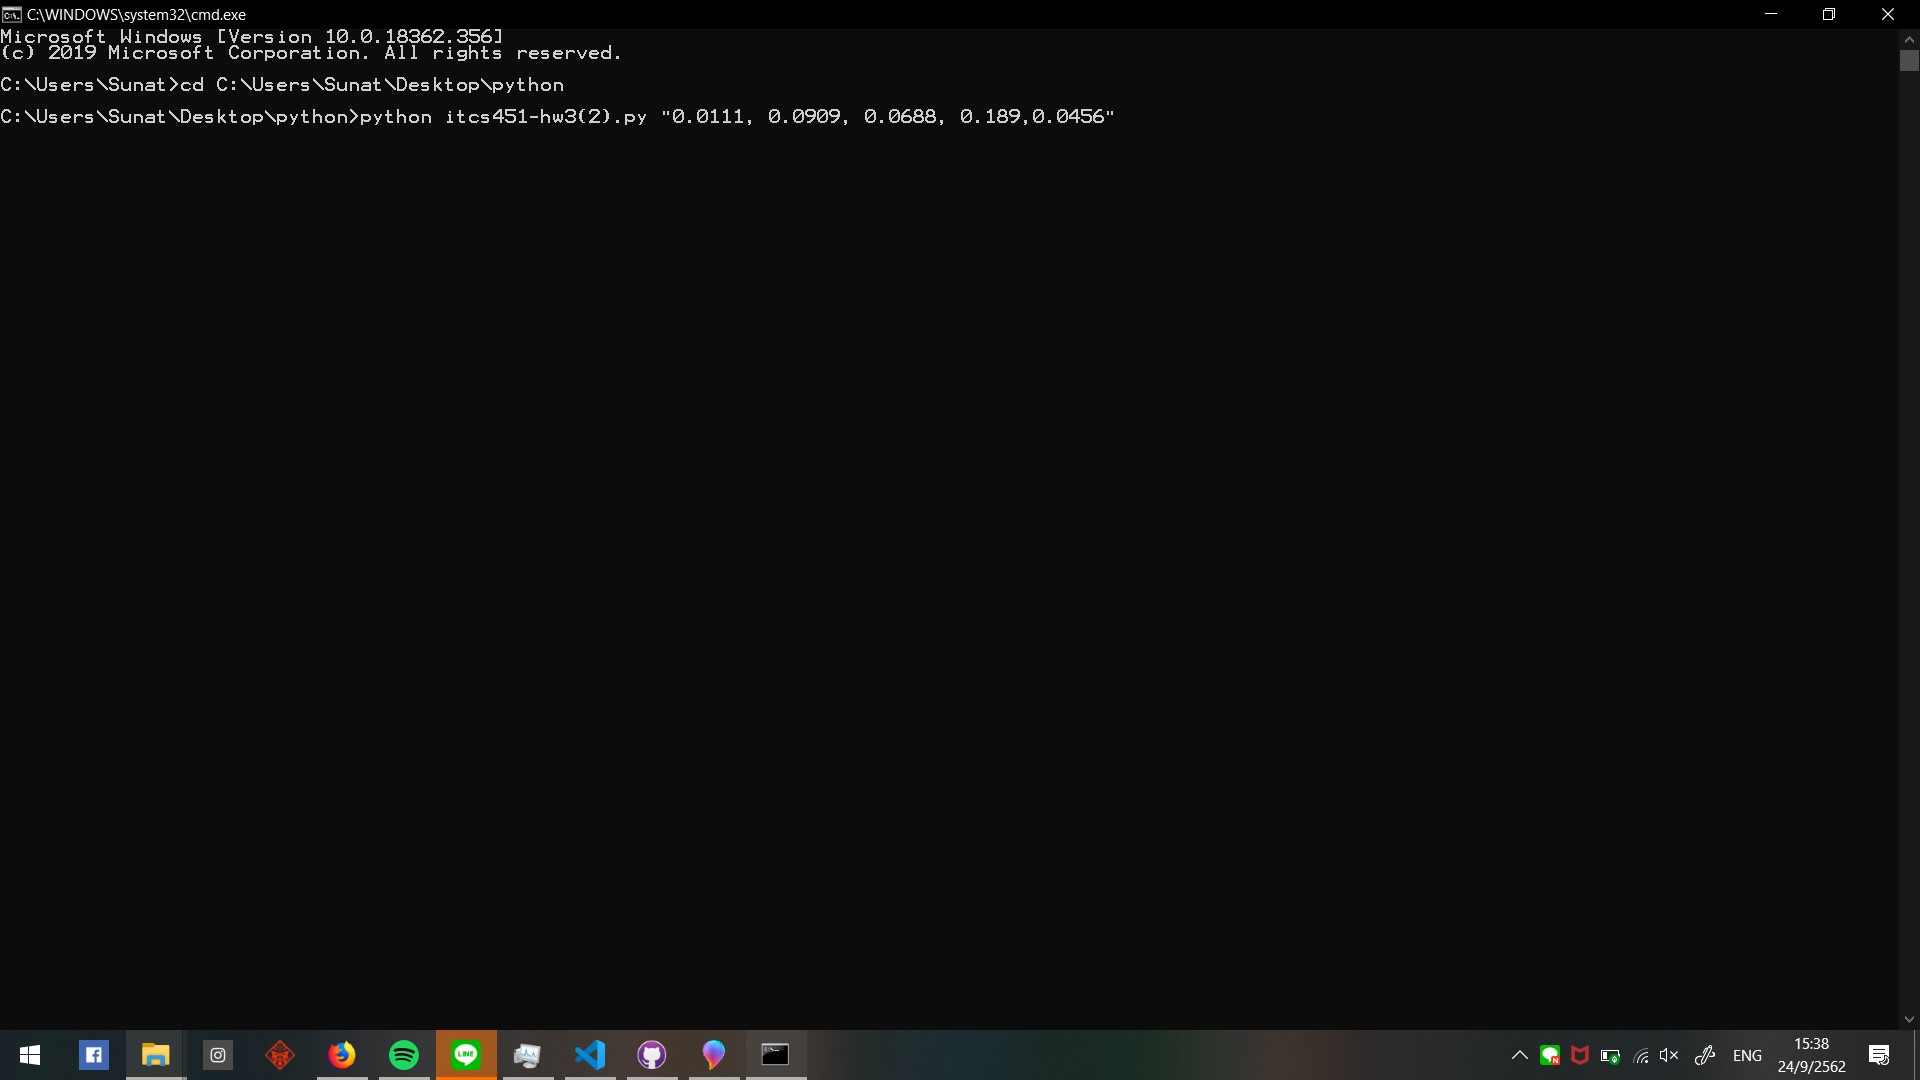 C:\WINDOWS\system32\cmd.exe
Microsoft Windows [Version 10.0.18362.356]
(c) 2019 Microsoft Corporation. All rights reserved.
C:\Users\Sunat>cd C:\Users\Sunat\Desktop\python
C:\Users\Sunat\Desktop\python>python itcs451-hw3(2).py "0.0111, 0.0909, 0.0688, 0.189,0.0456"
LINE
ENG
15:38
24/9/2562